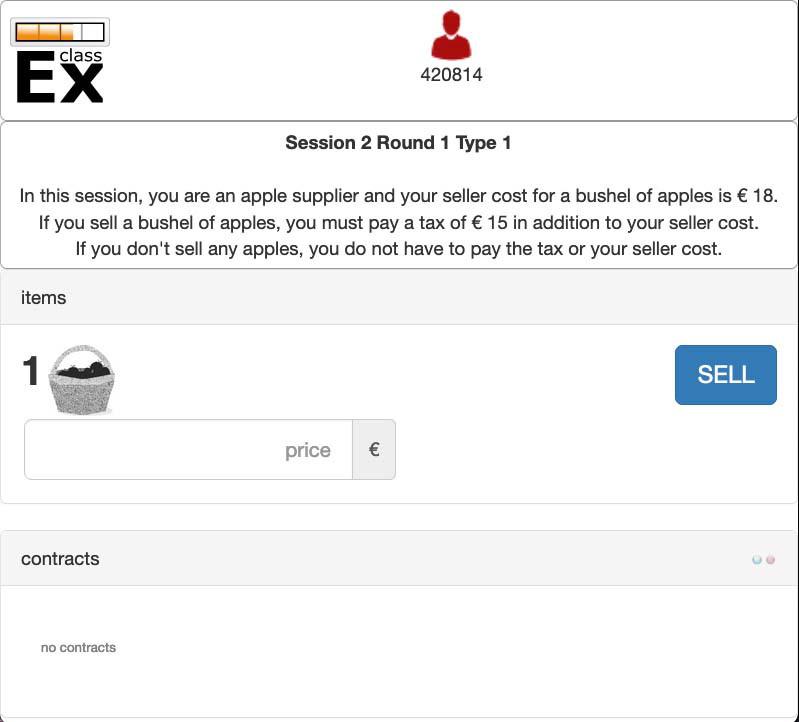 class
Ex
420814
Session 2 Round 1 Type 1
In this session, you are an apple supplier and your seller cost for a bushel of apples is € 18.
If you sell a bushel of apples, you must pay a tax of € 15 in addition to your seller cost.
If you don't sell any apples, you do not have to pay the tax or your seller cost.
items
1
SELL
price €
contracts
no contracts